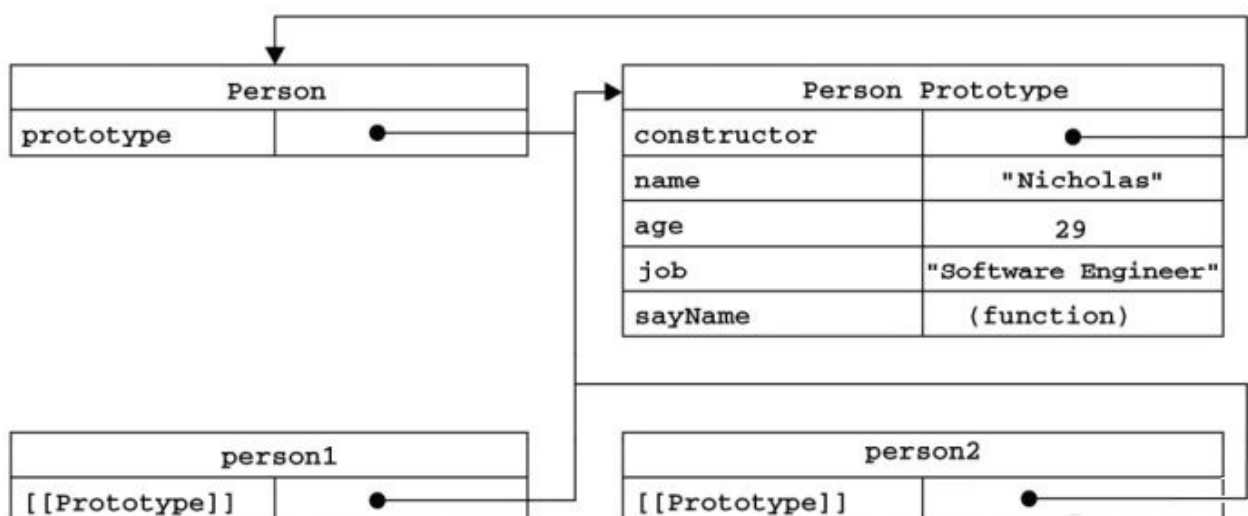 Person
prototype
Person Prototype
constructor
name "Nicholas"
age 29
job "Software Engineer"
sayName (function)
person1
[[Prototype]]
person2
[[Prototype]]